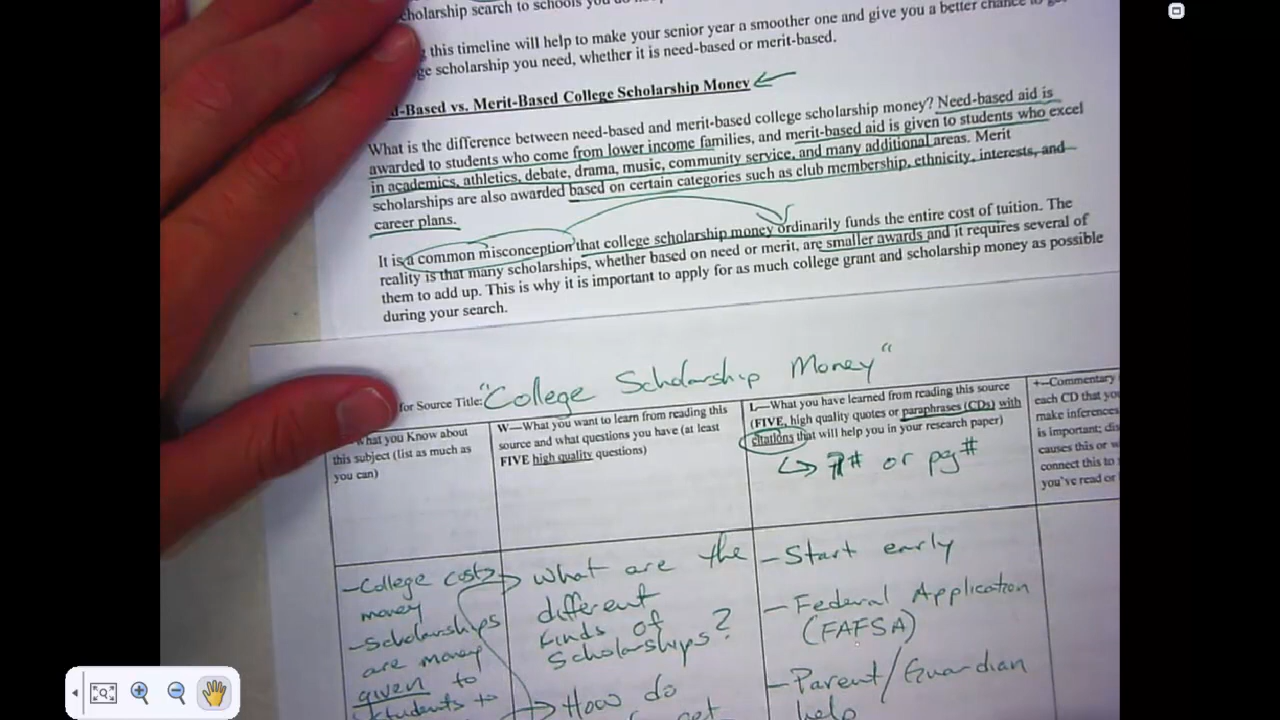 cholarship search to schools you do
this timeline will help to make your senior year a smoother one and give you a better chance to
ge scholarship you need, whether it is need-based or merit-based.
d-Based vs. Merit-Based College Scholarship Money
What is the difference between need-based and merit-based college scholarship money? Need-based aid is
awarded to students who come from lower income families, and merit-based aid is given to students who excel
in academics, athletics, debate, drama, music, community service, and many additional areas. Merit
scholarships are also awarded based on certain categories such as club membership, ethnicity, interests, and
career plans.
It is a common misconception that college scholarship money ordinarily funds the entire cost of tuition. The
reality is that many scholarships, whether based on need or merit, are smaller awards and it requires several of
them to add up. This is why it is important to apply for as much college grant and scholarship money as possible
during your search.
for Source Title: "College Scholarship Money"
hat you Know about
this subject (list as much as
you can)
W—What you want to learn from reading this
source and what questions you have (at least
FIVE high quality questions)
L—What you have learned from reading this source
(FIVE, high quality quotes or paraphrases (CDs) with
citations that will help you in your research paper)
¶# or pg#
+—Commentary
each CD that you
make inferences
is important; dis
causes this or w
connect this to
you've read or
-College costs
money
-Scholarships
are money
given to
students to
What are the
different
kinds of
scholarships?
How do
get
-Start early
-Federal Application
(FAFSA)
-Parent/Guardian
help